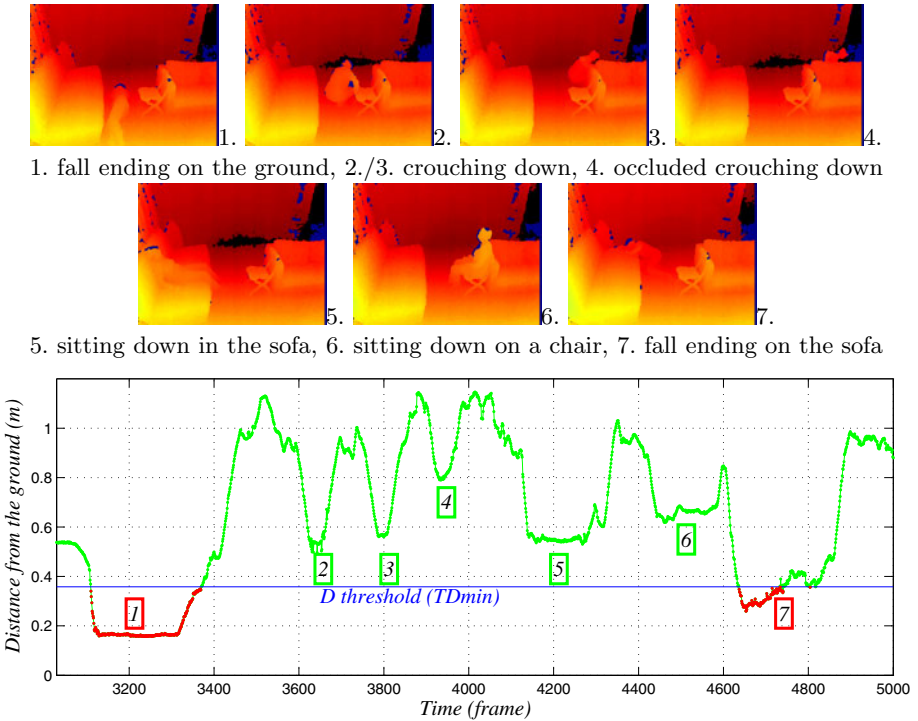 1. 2. 3. 4.
1. fall ending on the ground, 2./3. crouching down, 4. occluded crouching down
5. 6. 7.
5. sitting down in the sofa, 6. sitting down on a chair, 7. fall ending on the sofa
Distance from the ground (m)
1
0.8
0.6
0.4
0.2
0
4
6
2
3
5
D threshold (TDmin)
1
7
3200 3400 3600 3800 4000 4200 4400 4600 4800 5000
Time (frame)